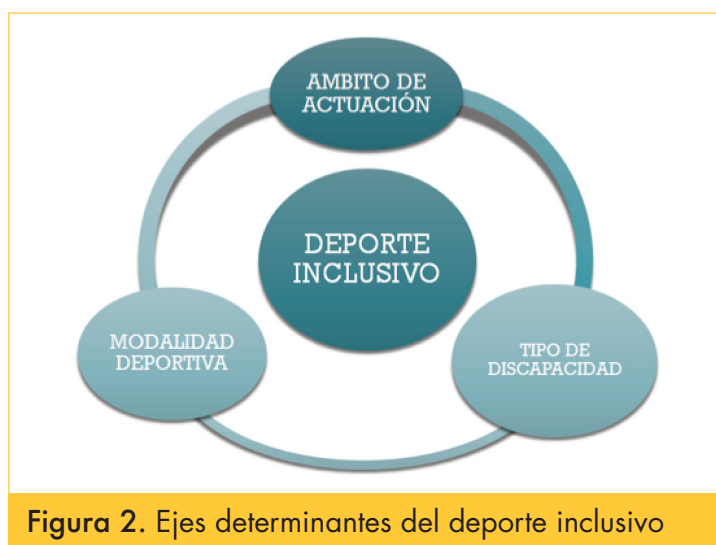 AMBITO DE
ACTUACIÓN
DEPORTE
INCLUSIVO
MODALIDAD
DEPORTIVA
TIPO DE
DISCAPACIDAD
Figura 2. Ejes determinantes del deporte inclusivo